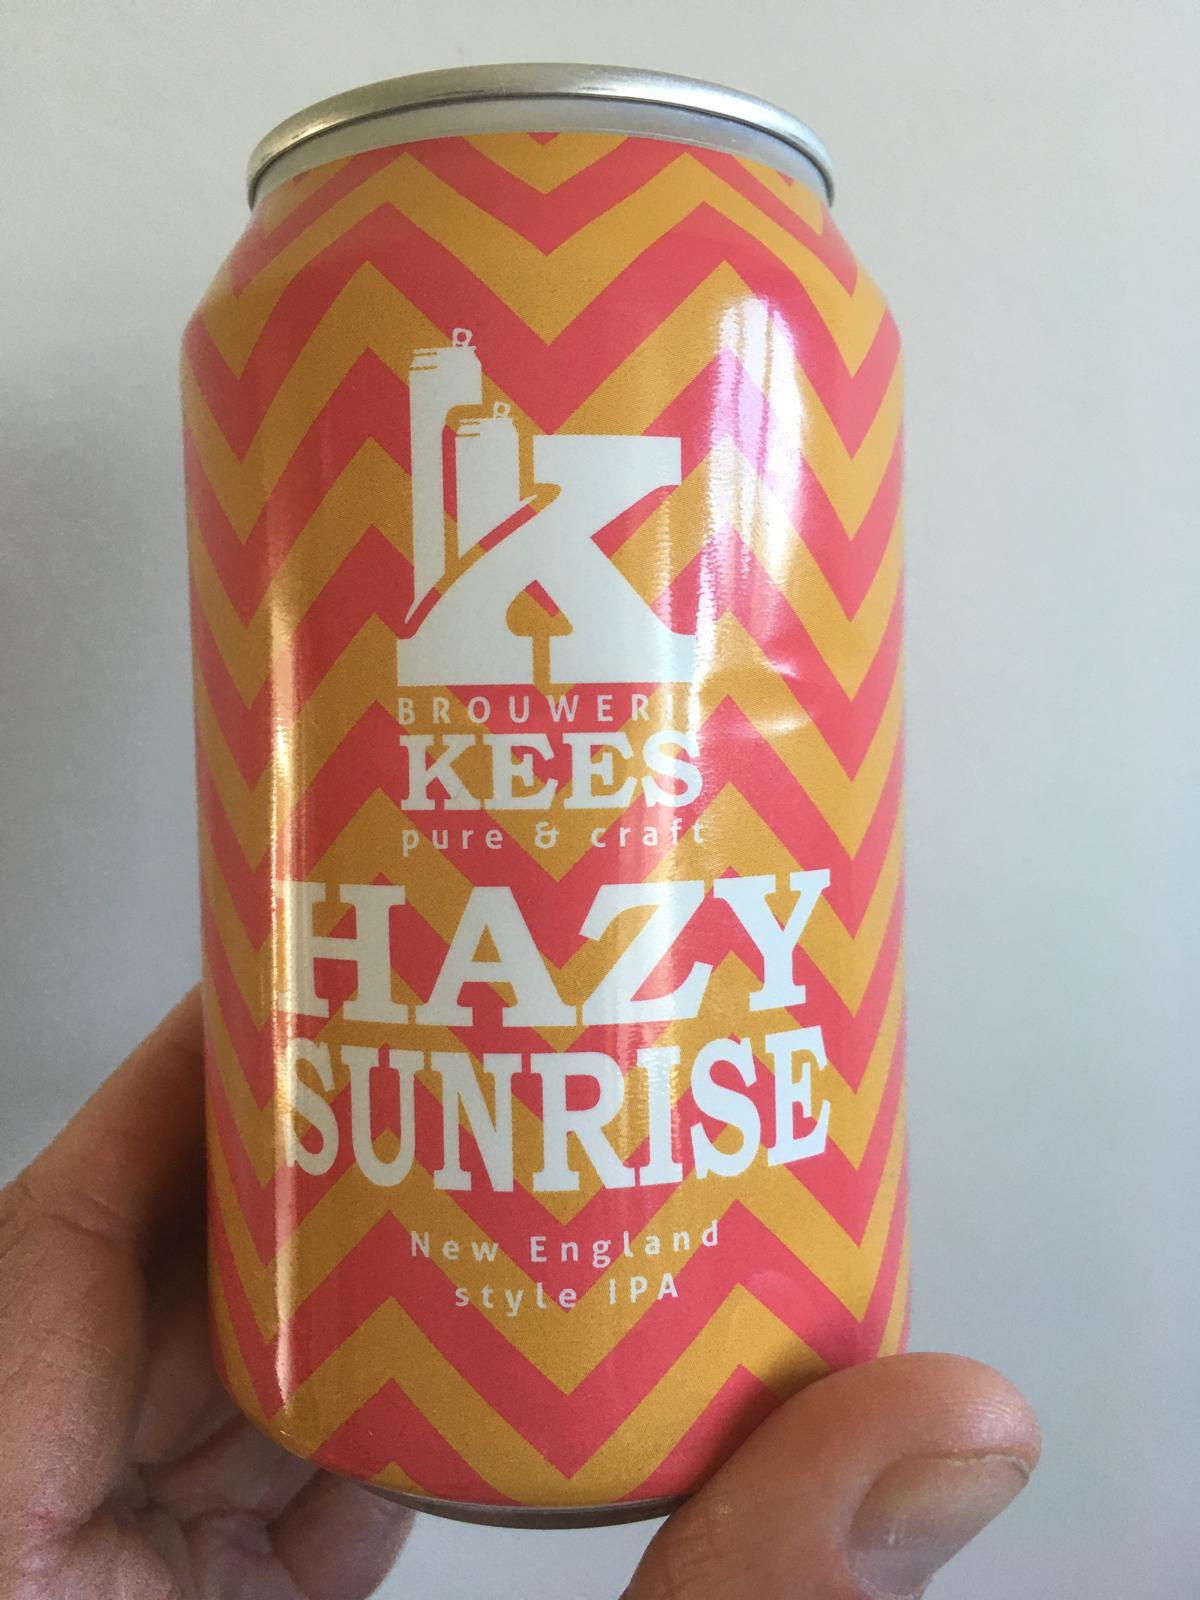 K
BROUWERIJ
KEES
pure & craft
HAZY
SUNRISE
New England
style IPA